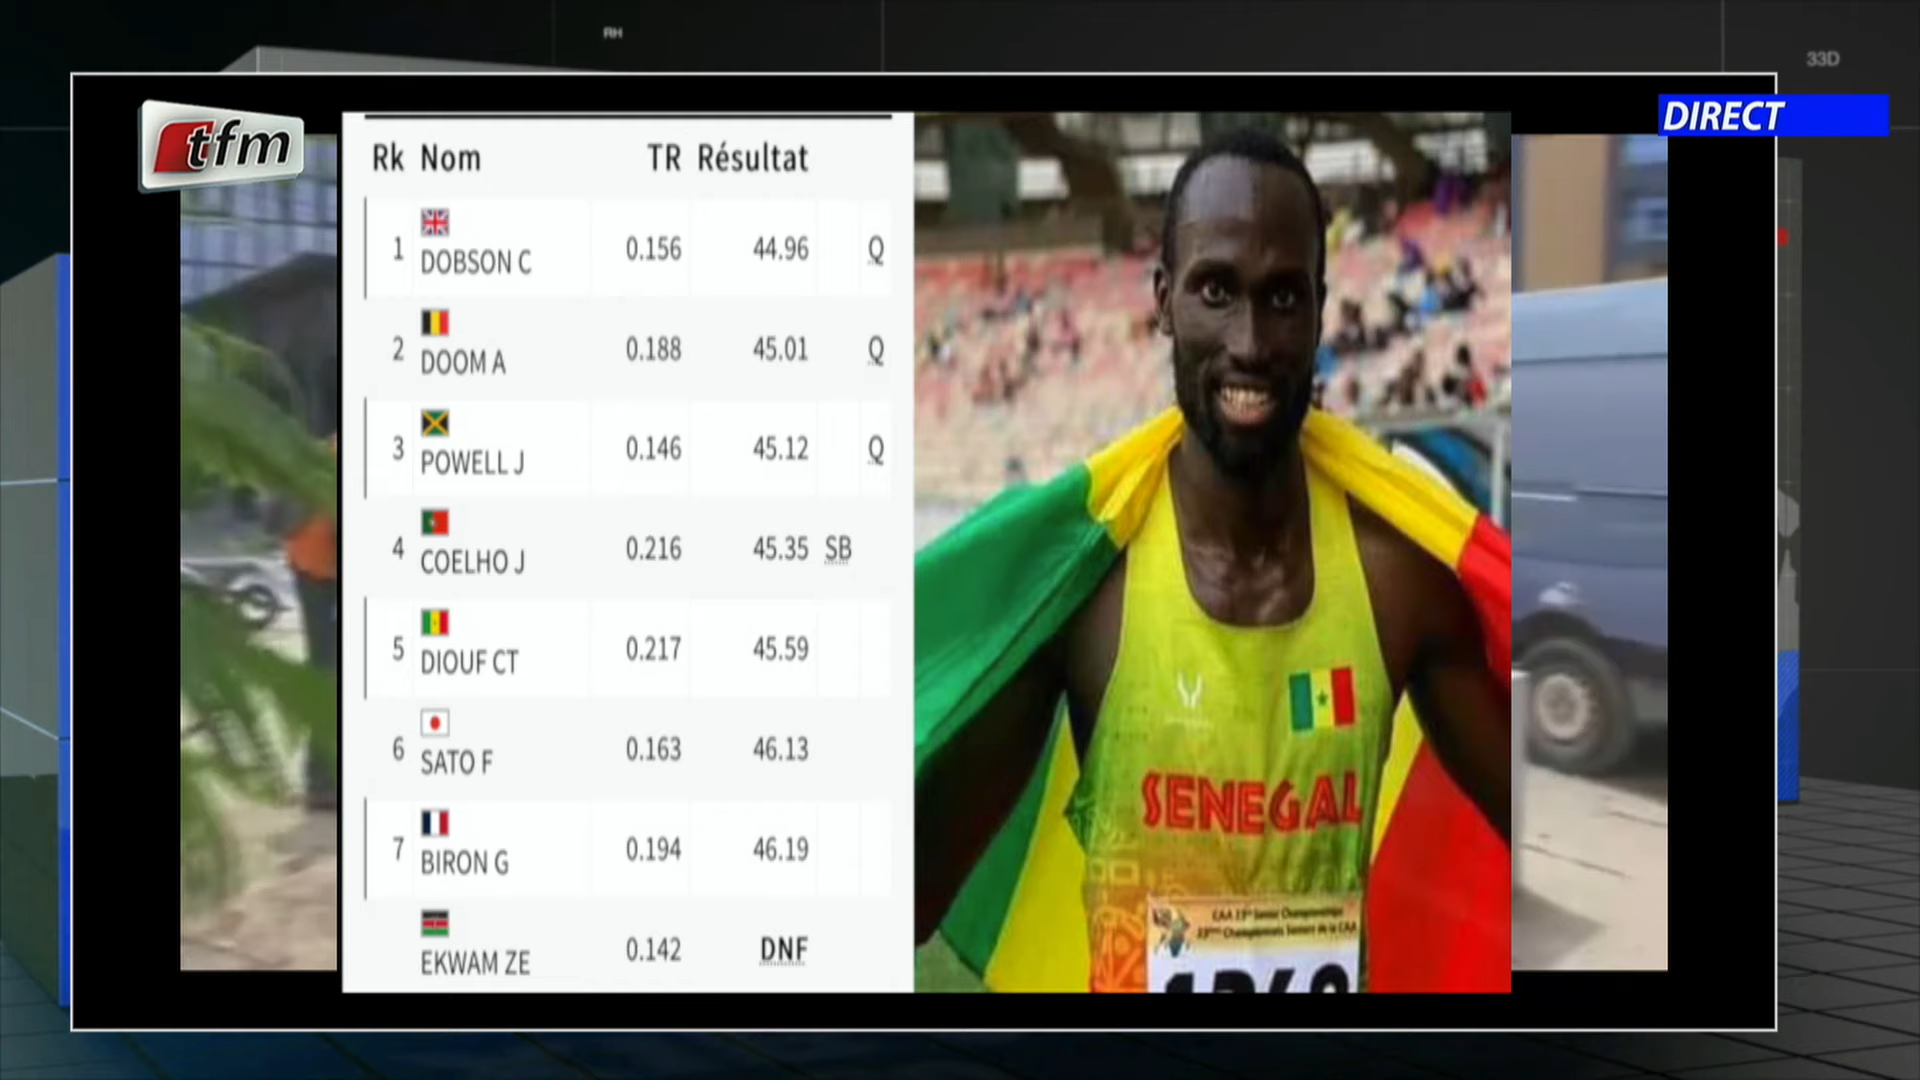 RH
33D
tfm
DIRECT
Rk Nom TR Résultat
1 DOBSON C 0.156 44.96 Q
2 DOOM A 0.188 45.01 Q
3 POWELL J 0.146 45.12 Q
4 COELHO J 0.216 45.35 SB
5 DIOUF CT 0.217 45.59
6 SATO F 0.163 46.13
7 BIRON G 0.194 46.19
EKWAM ZE 0.142 DNF
SENEGAL